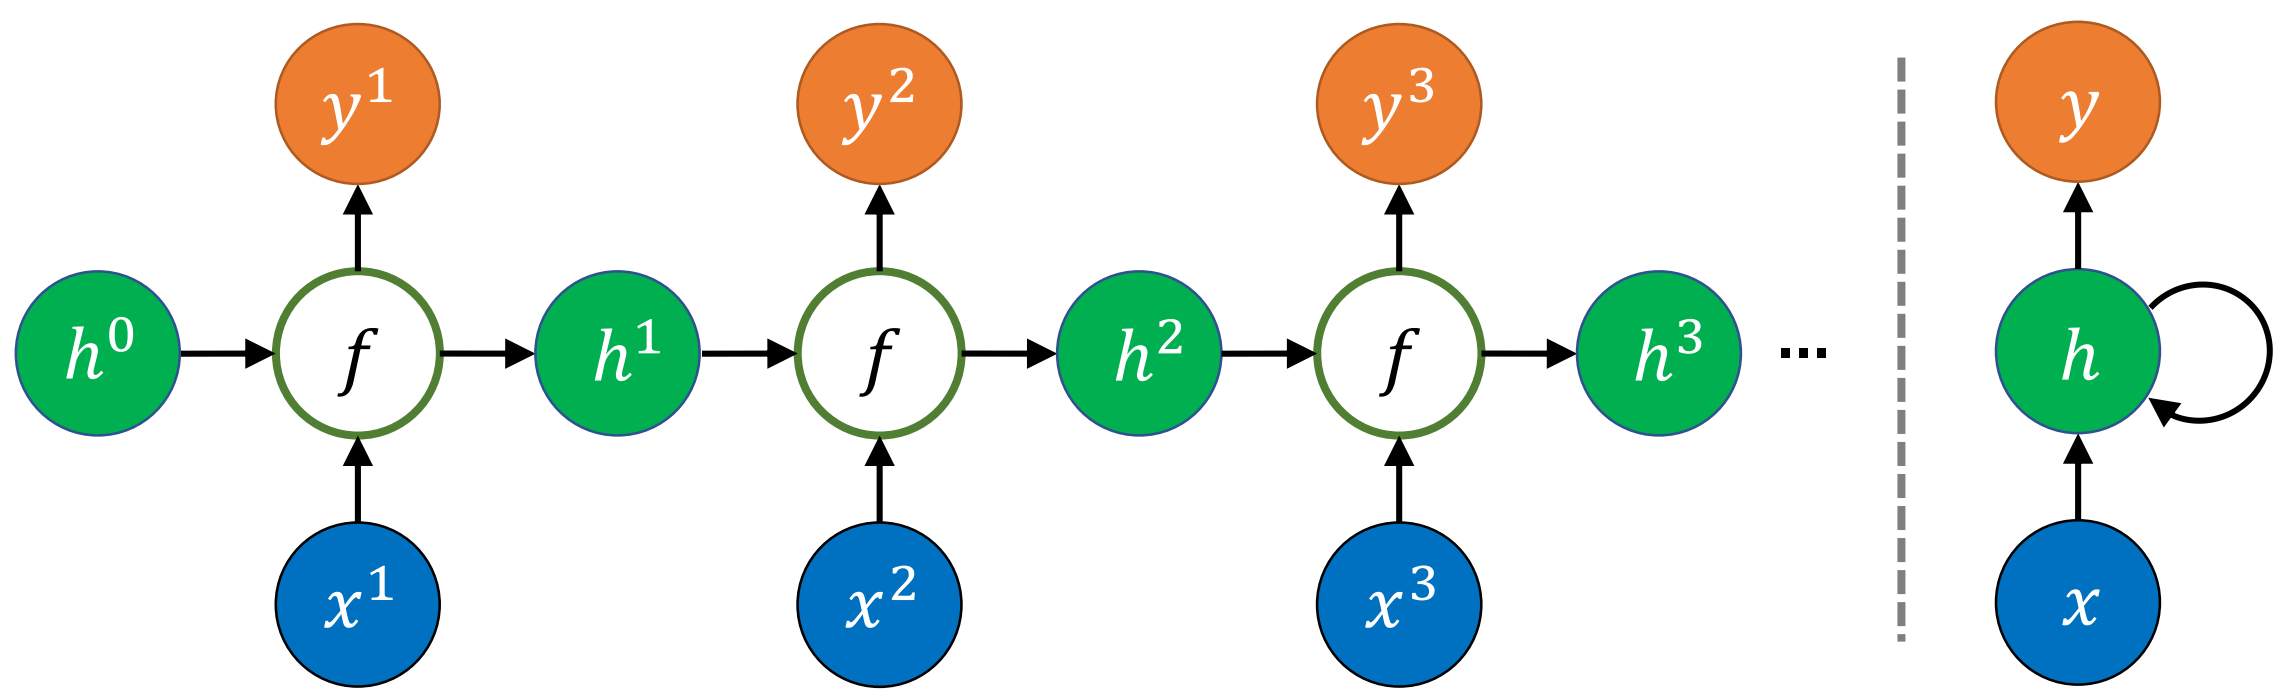 y¹ y² y³ y
h⁰ f h¹ f h² f h³ ... h
x¹ x² x³ x